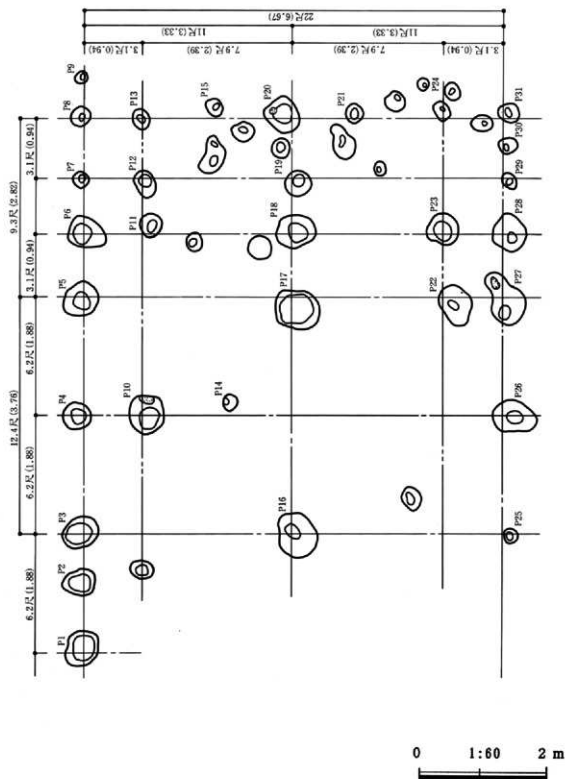 22尺(6.67)
11尺(3.33)
11尺(3.33)
3.1尺(0.94)
7.9尺(2.39)
7.9尺(2.39)
3.1尺(0.94)
P9
P8
P13
P15
P20
P21
P24
P31
P30
P7
P12
P19
P29
P6
P11
P18
P23
P28
P5
P17
P22
P27
P4
P10
P14
P26
P3
P16
P25
P2
P1
3.1尺(0.94)
9.3尺(2.82)
3.1尺(0.94)
6.2尺(1.88)
12.4尺(3.76)
6.2尺(1.88)
6.2尺(1.88)
0 1:60 2 m